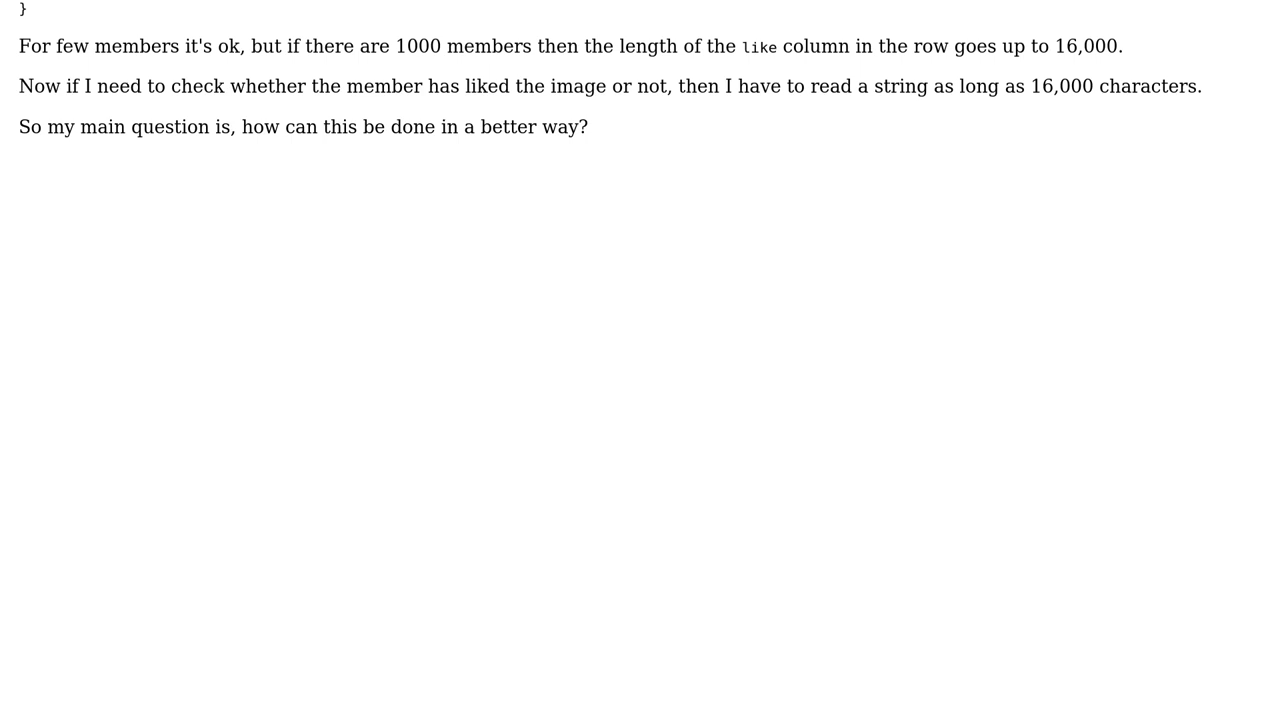 }
For few members it's ok, but if there are 1000 members then the length of the like column in the row goes up to 16,000.
Now if I need to check whether the member has liked the image or not, then I have to read a string as long as 16,000 characters.
So my main question is, how can this be done in a better way?